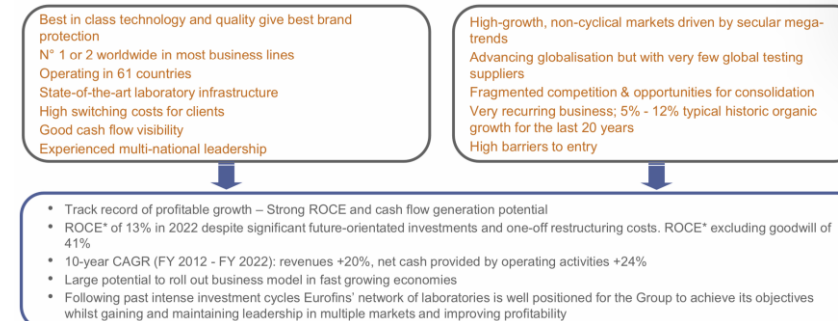 Best in class technology and quality give best brand
protection
N° 1 or 2 worldwide in most business lines
Operating in 61 countries
State-of-the-art laboratory infrastructure
High switching costs for clients
Good cash flow visibility
Experienced multi-national leadership
High-growth, non-cyclical markets driven by secular mega-
trends
Advancing globalisation but with very few global testing
suppliers
Fragmented competition & opportunities for consolidation
Very recurring business; 5% - 12% typical historic organic
growth for the last 20 years
High barriers to entry
• Track record of profitable growth – Strong ROCE and cash flow generation potential
• ROCE* of 13% in 2022 despite significant future-orientated investments and one-off restructuring costs. ROCE* excluding goodwill of
41%
• 10-year CAGR (FY 2012 - FY 2022): revenues +20%, net cash provided by operating activities +24%
• Large potential to roll out business model in fast growing economies
• Following past intense investment cycles Eurofins' network of laboratories is well positioned for the Group to achieve its objectives
whilst gaining and maintaining leadership in multiple markets and improving profitability